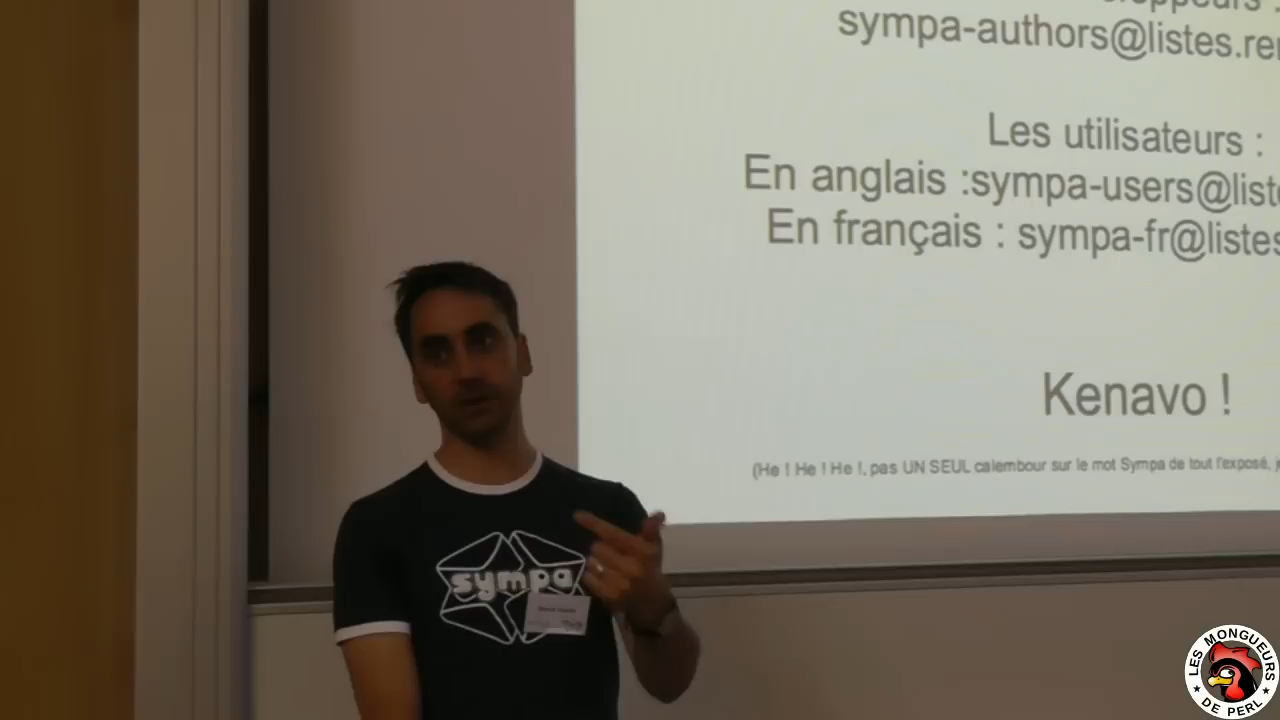 sympa-authors@listes.re
Les utilisateurs :
En anglais :sympa-users@liste
En français : sympa-fr@listes
Kenavo !
(He ! He ! He !, pas UN SEUL calembour sur le mot Sympa de tout l'exposé,
sympa
LES MONGUEURS
DE PERL